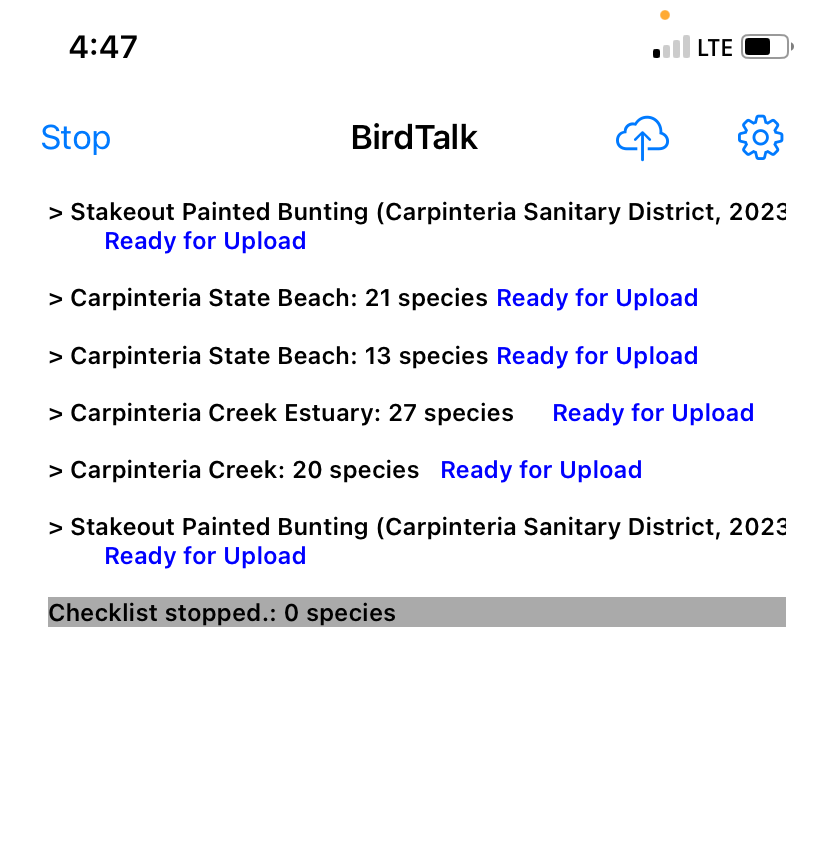 4:47 LTE
Stop BirdTalk
> Stakeout Painted Bunting (Carpinteria Sanitary District, 2023
Ready for Upload
> Carpinteria State Beach: 21 species Ready for Upload
> Carpinteria State Beach: 13 species Ready for Upload
> Carpinteria Creek Estuary: 27 species Ready for Upload
> Carpinteria Creek: 20 species Ready for Upload
> Stakeout Painted Bunting (Carpinteria Sanitary District, 2023
Ready for Upload
Checklist stopped.: 0 species